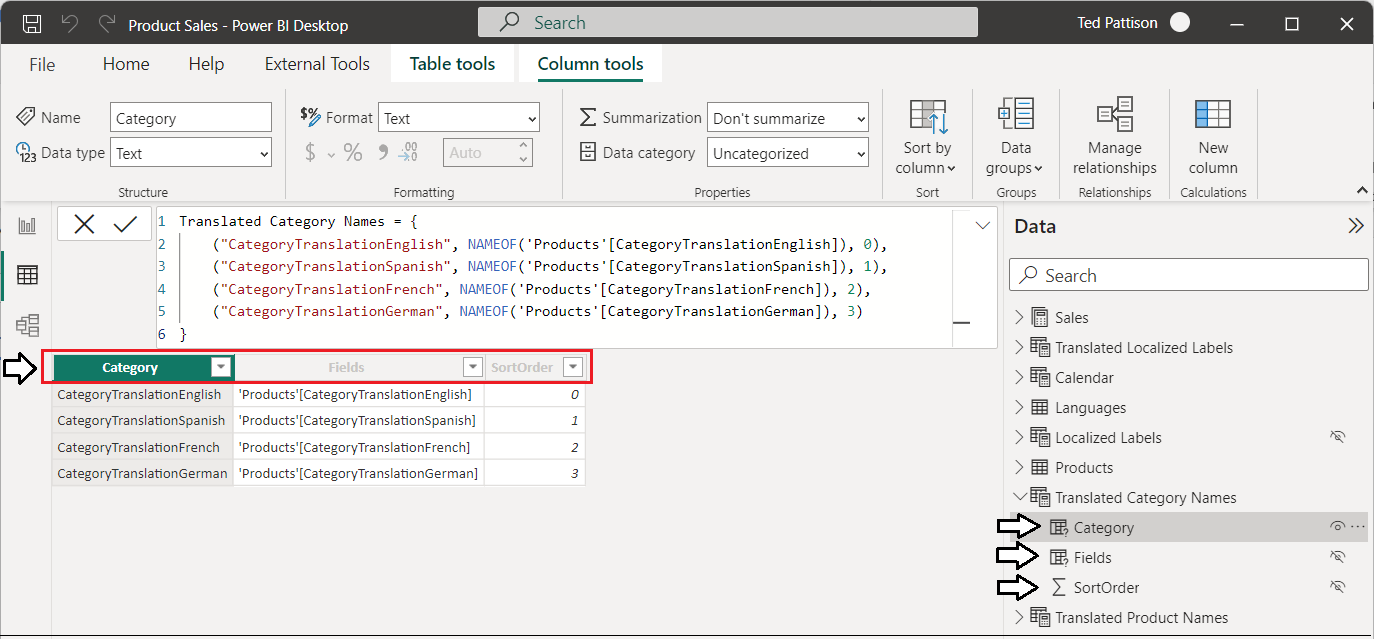 Product Sales - Power BI Desktop
Search
Ted Pattison
File Home Help External Tools Table tools Column tools
Name Category
Data type Text
Structure
Format Text
$ % 9 .00 Auto
Formatting
Summarization Don't summarize
Data category Uncategorized
Properties
Sort by
column
Sort
Data
groups
Groups
Manage
relationships
Relationships
New
column
Calculations
1 Translated Category Names = {
2 ("CategoryTranslationEnglish", NAMEOF('Products'[CategoryTranslationEnglish]), 0),
3 ("CategoryTranslationSpanish", NAMEOF('Products'[CategoryTranslationSpanish]), 1),
4 ("CategoryTranslationFrench", NAMEOF('Products'[CategoryTranslationFrench]), 2),
5 ("CategoryTranslationGerman", NAMEOF('Products'[CategoryTranslationGerman]), 3)
6 }
Category Fields SortOrder
CategoryTranslationEnglish 'Products'[CategoryTranslationEnglish] 0
CategoryTranslationSpanish 'Products'[CategoryTranslationSpanish] 1
CategoryTranslationFrench 'Products'[CategoryTranslationFrench] 2
CategoryTranslationGerman 'Products'[CategoryTranslationGerman] 3
Data
Search
Sales
Translated Localized Labels
Calendar
Languages
Localized Labels
Products
Translated Category Names
Category
Fields
SortOrder
Translated Product Names